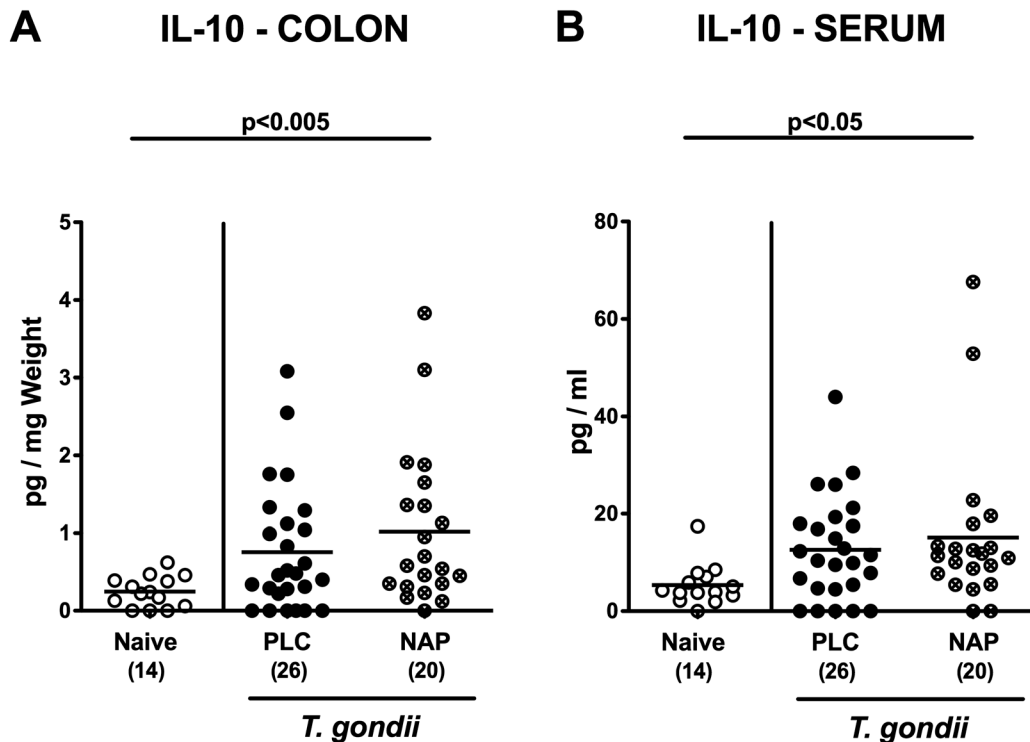 A IL-10 - COLON
p<0.005
pg / mg Weight
5
4
3
2
1
0
Naive PLC NAP
(14) (26) (20)
T. gondii
B IL-10 - SERUM
p<0.05
pg / ml
80
60
40
20
0
Naive PLC NAP
(14) (26) (20)
T. gondii